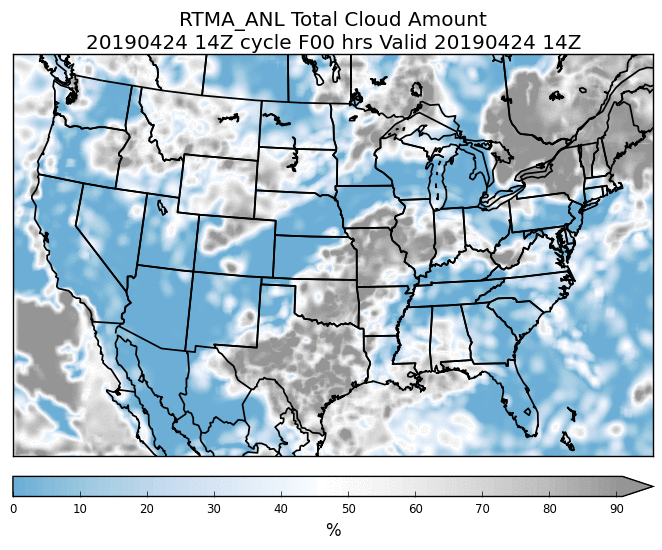 RTMA_ANL Total Cloud Amount
20190424 14Z cycle F00 hrs Valid 20190424 14Z
0 10 20 30 40 50 60 70 80 90
%